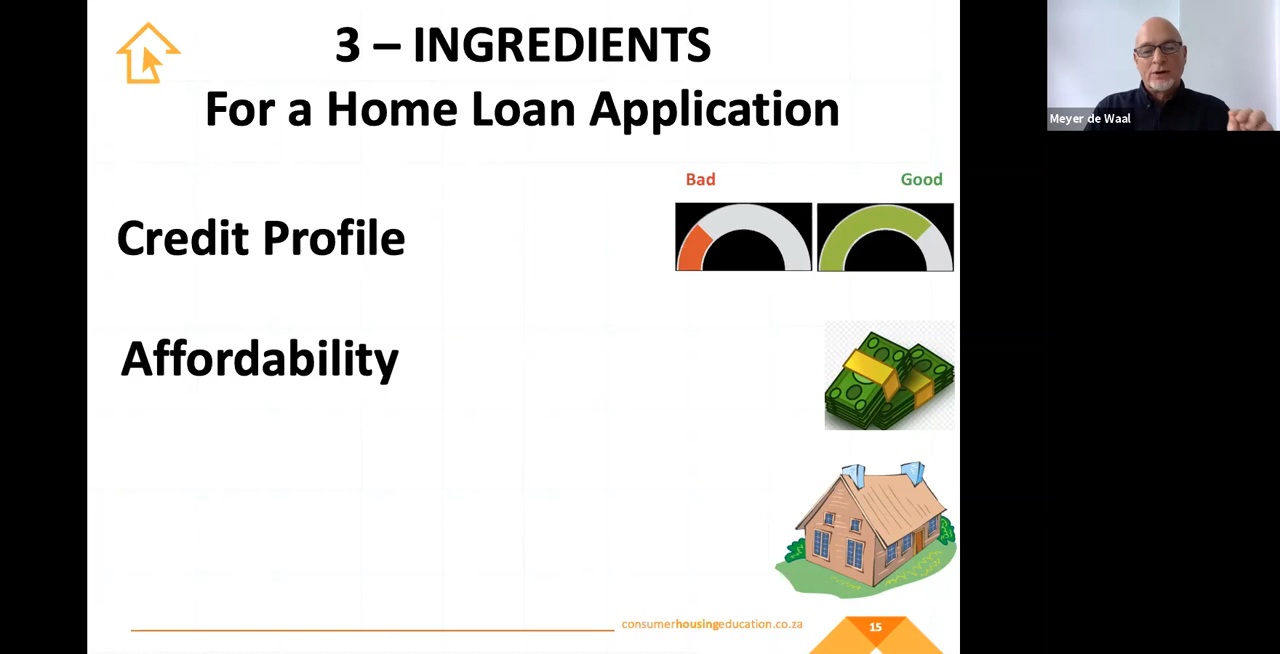 3 – INGREDIENTS
For a Home Loan Application
Bad
Good
Credit Profile
Affordability
consumerhousingeducation.co.za
15
Meyer de Waal